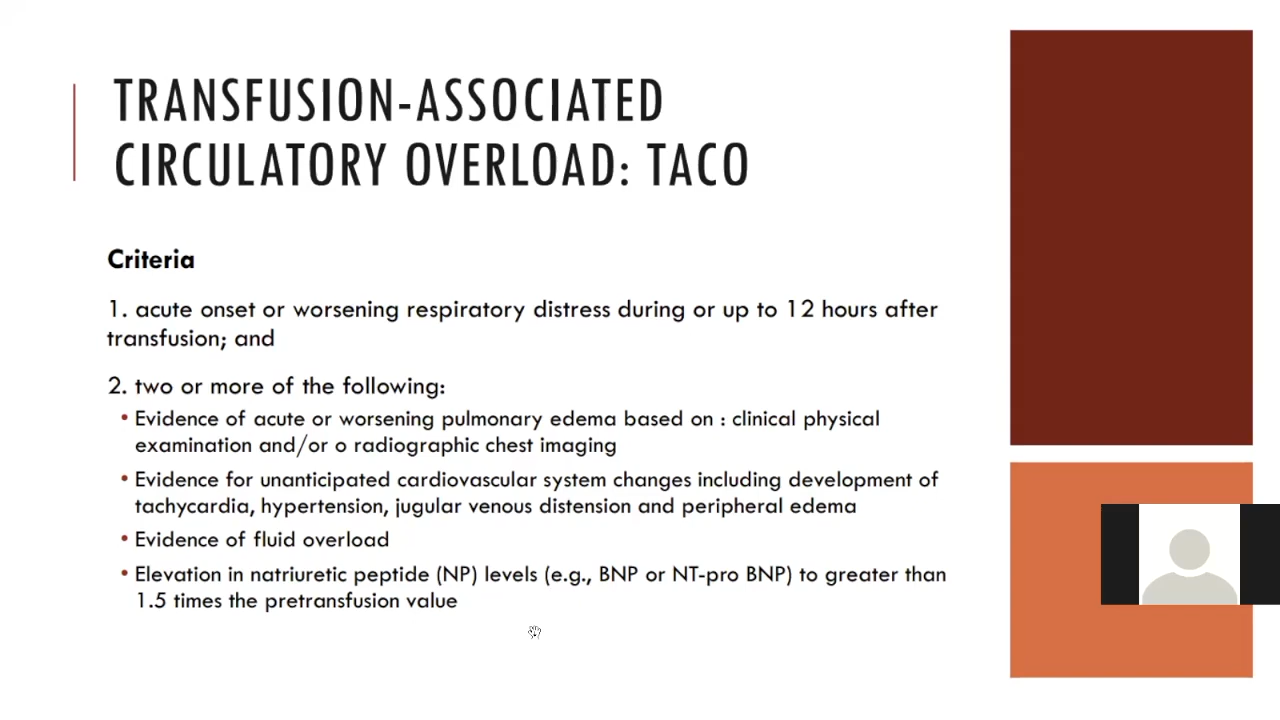 TRANSFUSION-ASSOCIATED
CIRCULATORY OVERLOAD: TACO
Criteria
1. acute onset or worsening respiratory distress during or up to 12 hours after
transfusion; and
2. two or more of the following:
• Evidence of acute or worsening pulmonary edema based on : clinical physical
examination and/or o radiographic chest imaging
• Evidence for unanticipated cardiovascular system changes including development of
tachycardia, hypertension, jugular venous distension and peripheral edema
• Evidence of fluid overload
• Elevation in natriuretic peptide (NP) levels (e.g., BNP or NT-pro BNP) to greater than
1.5 times the pretransfusion value